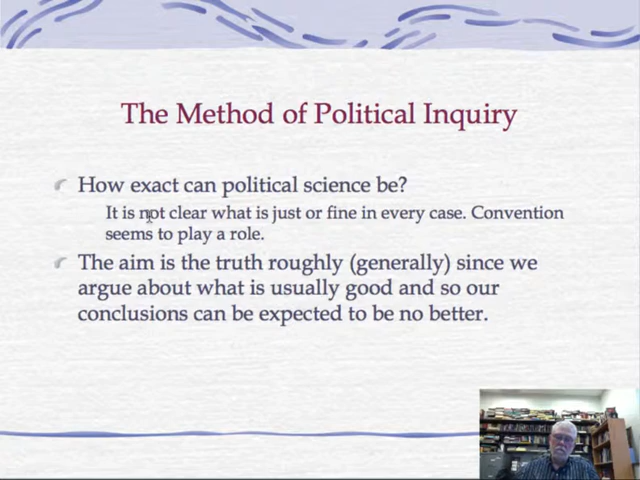 The Method of Political Inquiry
How exact can political science be?
It is not clear what is just or fine in every case. Convention
seems to play a role.
The aim is the truth roughly (generally) since we
argue about what is usually good and so our
conclusions can be expected to be no better.